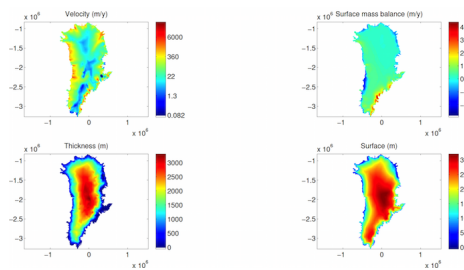 Velocity (m/y)
x 10⁶
6000
360
22
1.3
0.082
−1
−1.5
−2
−2.5
−3
−1 0 1
x 10⁶
Surface mass balance (m/y)
x 10⁶
4
2
0
−1
−1.5
−2
−2.5
−3
−1 0 1
x 10⁶
Thickness (m)
x 10⁶
3000
2500
2000
1500
1000
500
0
−1
−1.5
−2
−2.5
−3
−1 0 1
x 10⁶
Surface (m)
x 10⁶
−1
−1.5
−2
−2.5
−3
−1 0 1
x 10⁶